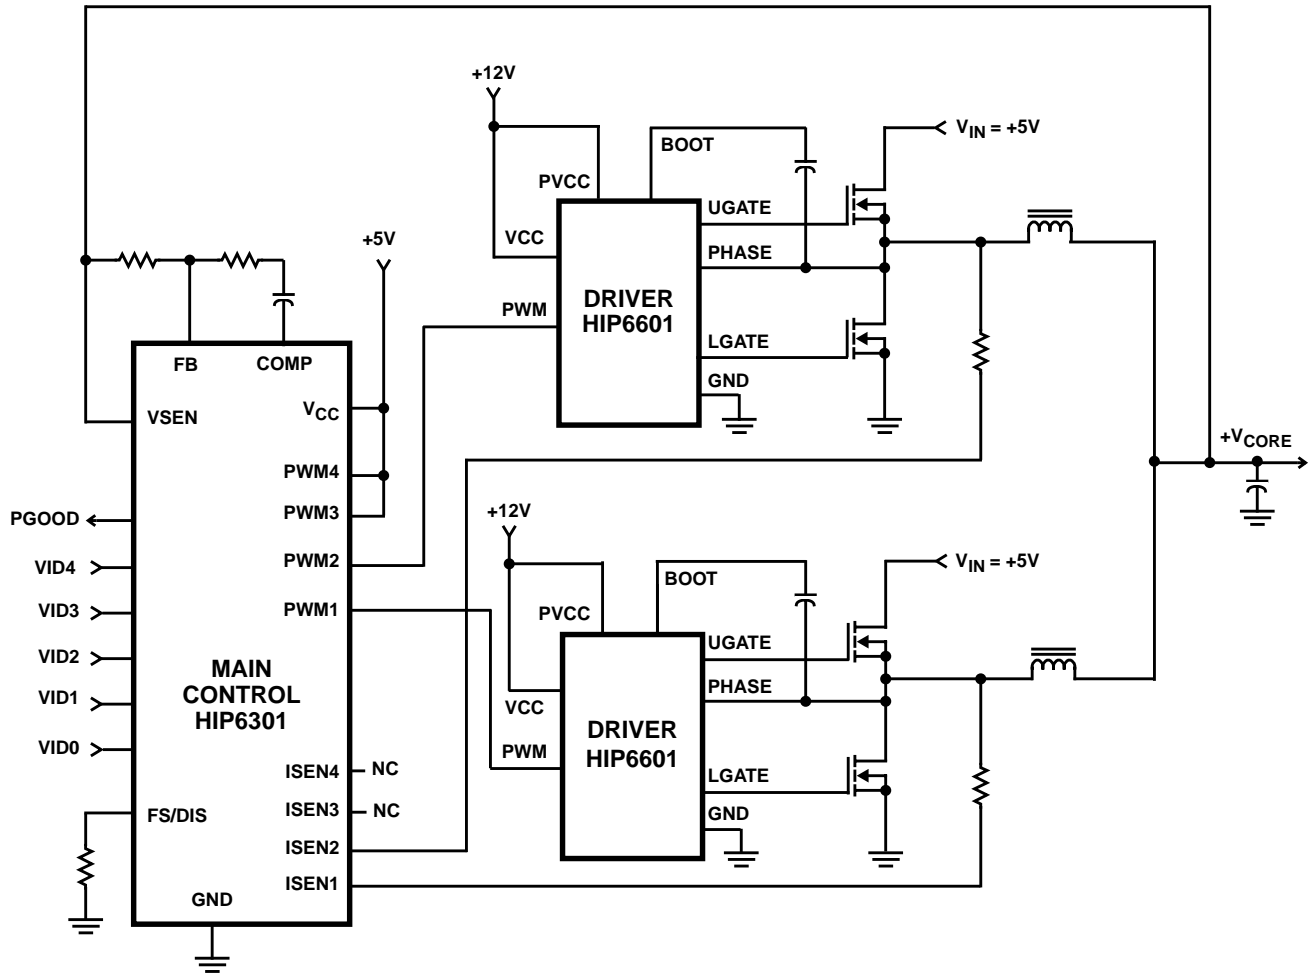 +12V
V_IN = +5V
BOOT
PVCC
UGATE
+5V
VCC
PHASE
DRIVER
HIP6601
PWM
LGATE
FB
COMP
GND
VSEN
V_CC
+V_CORE
PWM4
PWM3
+12V
PGOOD
PWM2
V_IN = +5V
VID4
BOOT
VID3
PWM1
PVCC
UGATE
VID2
MAIN
CONTROL
HIP6301
PHASE
VID1
VCC
DRIVER
HIP6601
VID0
PWM
ISEN4
NC
LGATE
ISEN3
NC
FS/DIS
GND
ISEN2
ISEN1
GND